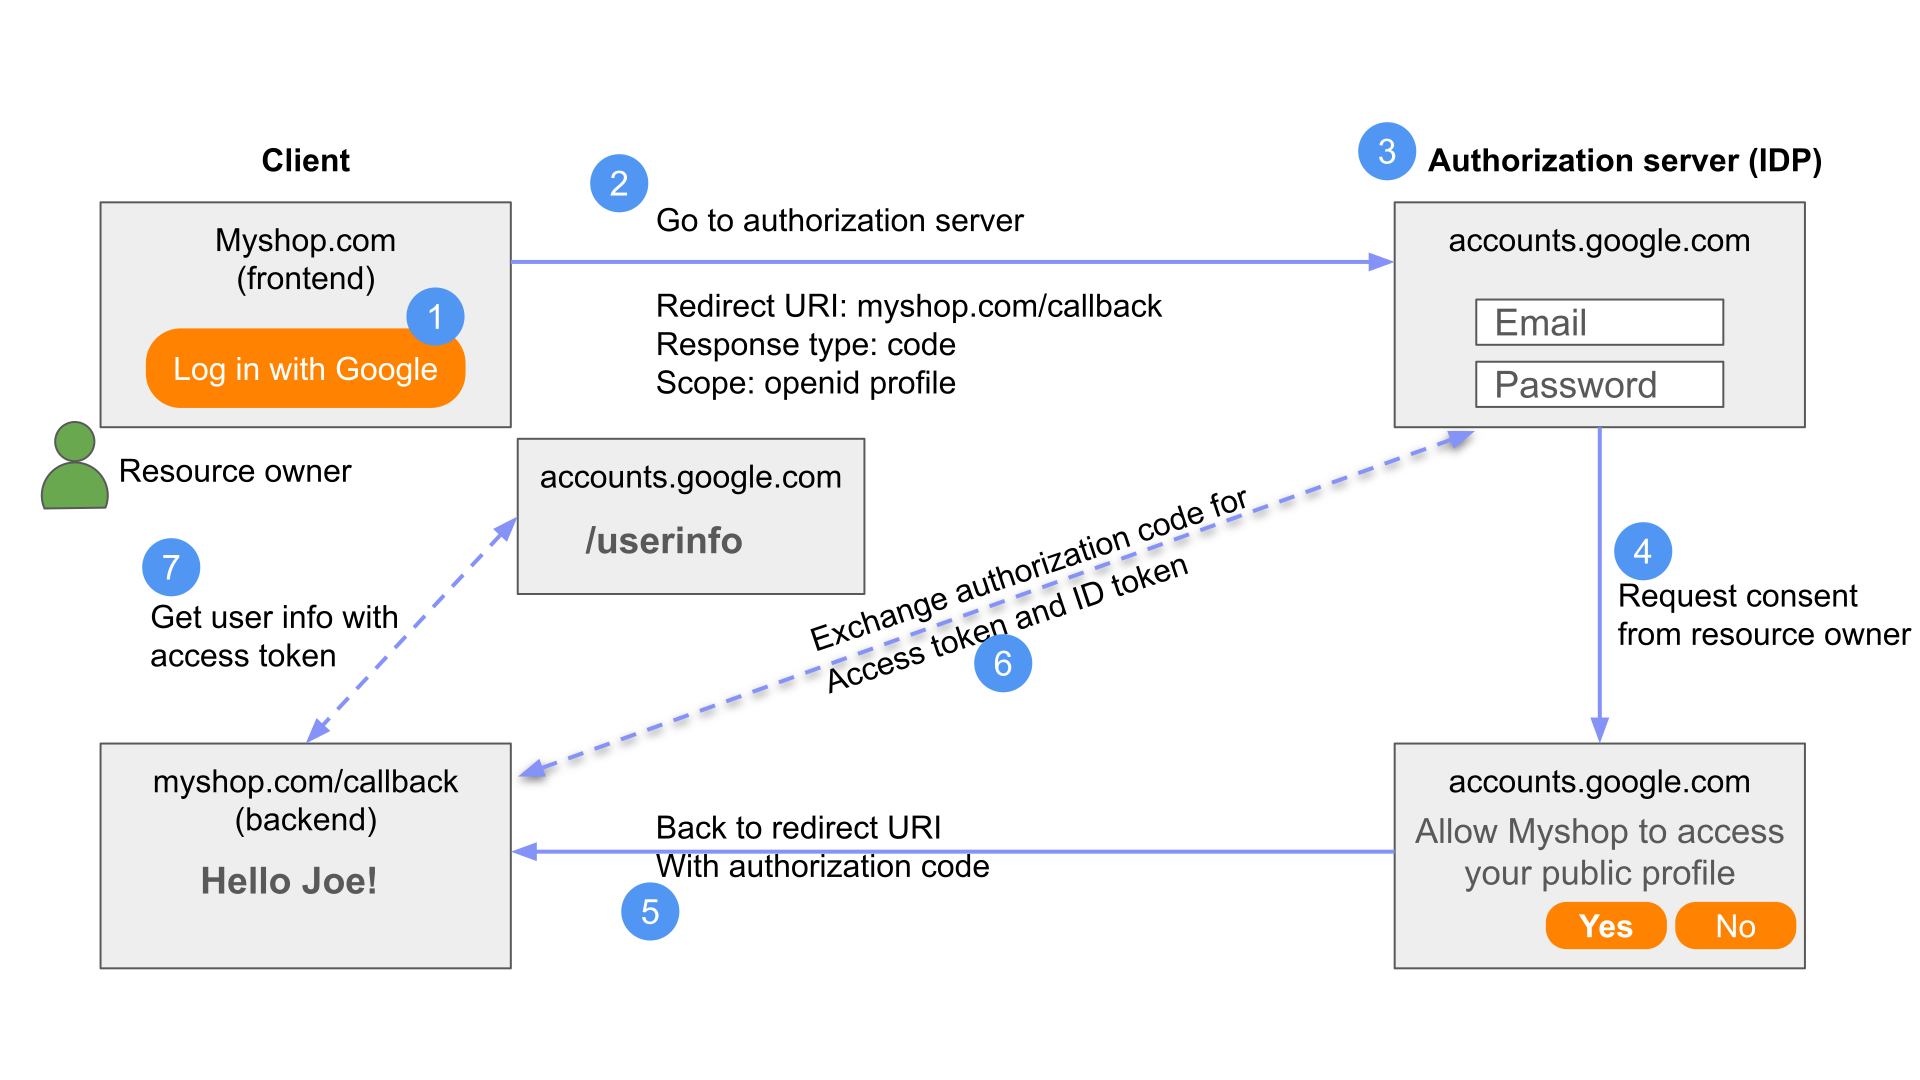 Client
Myshop.com
(frontend)
1
Log in with Google
Resource owner
2
Go to authorization server
Redirect URI: myshop.com/callback
Response type: code
Scope: openid profile
3
Authorization server (IDP)
accounts.google.com
Email
Password
4
Request consent
from resource owner
accounts.google.com
Allow Myshop to access
your public profile
Yes
No
5
Back to redirect URI
With authorization code
6
Exchange authorization code for
Access token and ID token
7
Get user info with
access token
accounts.google.com
/userinfo
myshop.com/callback
(backend)
Hello Joe!